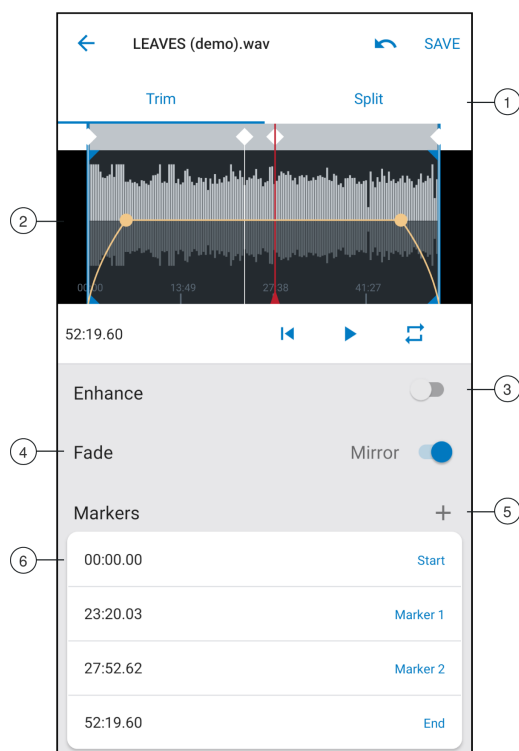 LEAVES (demo).wav SAVE
Trim Split
1
2
00:00 13:49 27:38 41:27
52:19.60
Enhance
3
4
Fade Mirror
Markers
5
6
00:00.00 Start
23:20.03 Marker 1
27:52.62 Marker 2
52:19.60 End